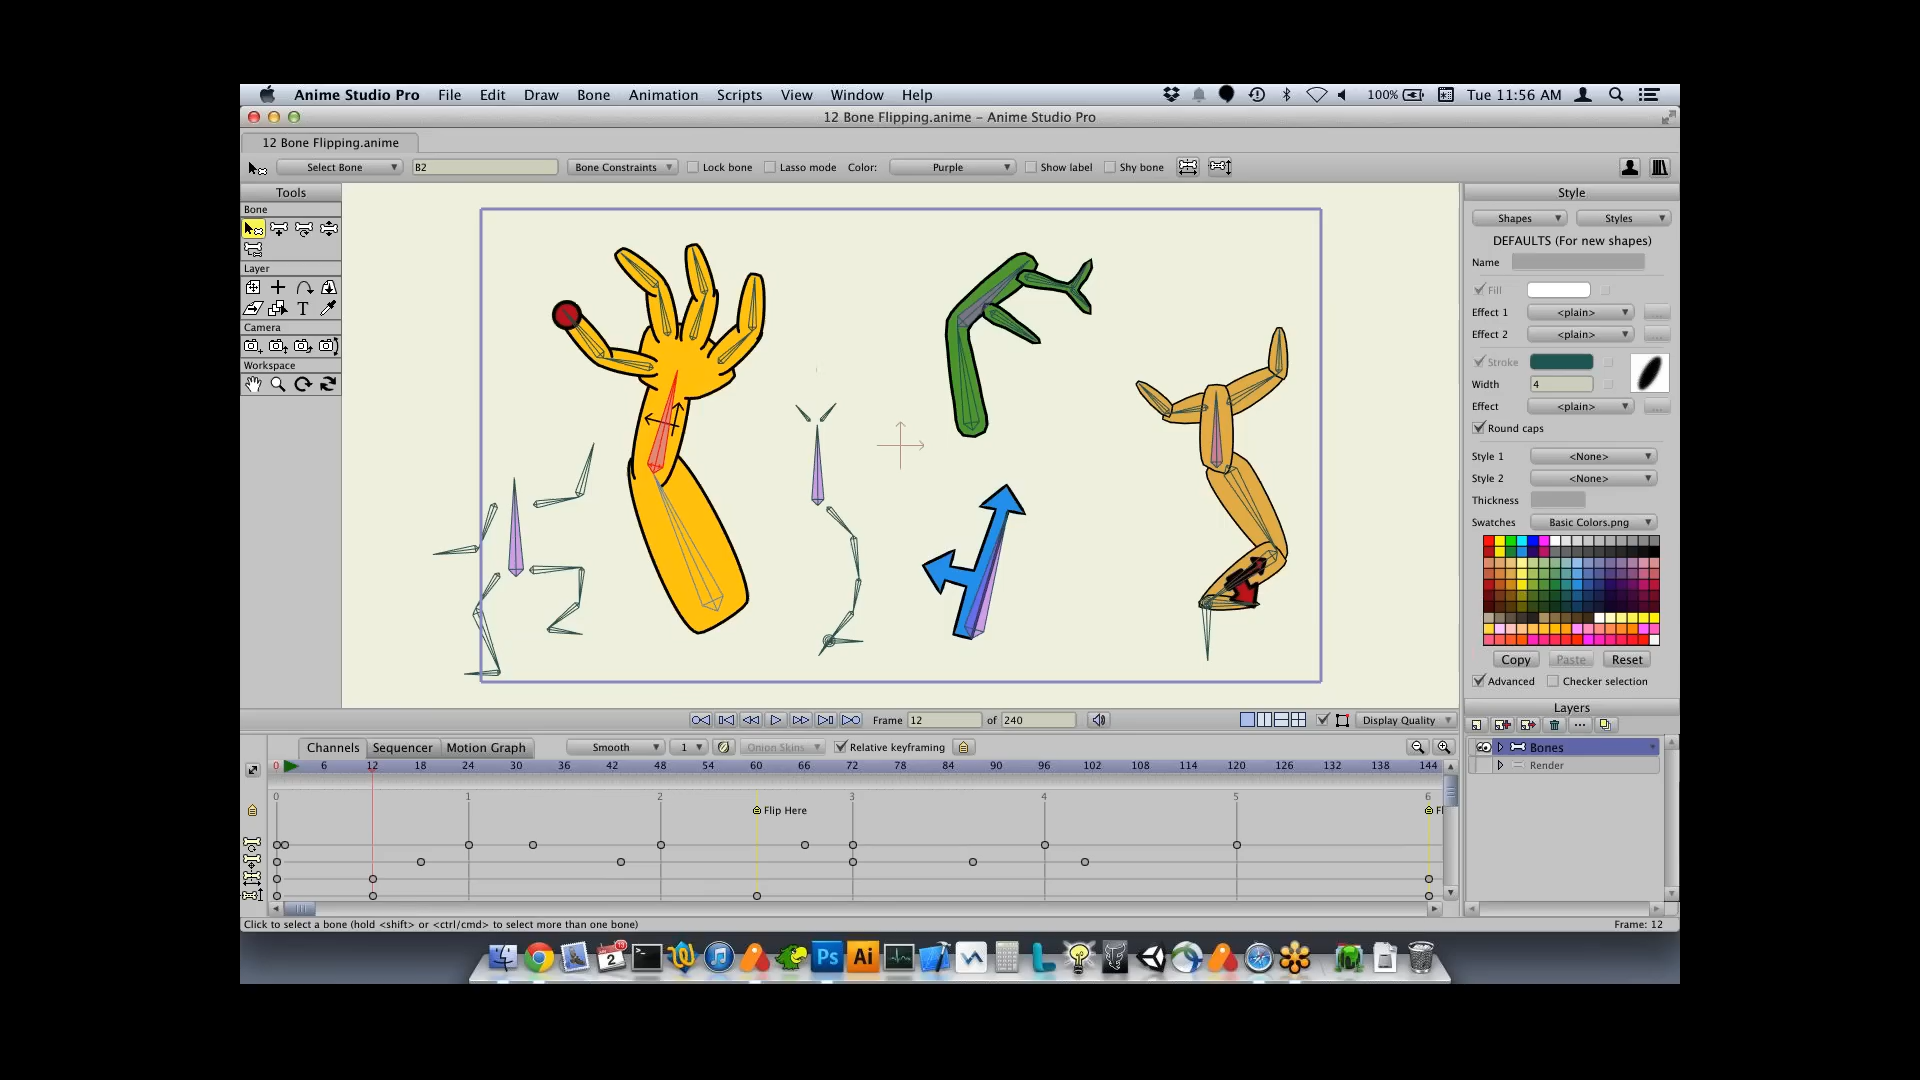 Anime Studio Pro File Edit Draw Bone Animation Scripts View Window Help 100% Tue 11:56 AM
12 Bone Flipping.anime – Anime Studio Pro
12 Bone Flipping.anime
Select Bone B2 Bone Constraints Lock bone Lasso mode Color: Purple Show label Shy bone
Tools
Bone
Layer
T
Camera
Workspace
Style
Shapes Styles
DEFAULTS (For new shapes)
Name
Fill
Effect 1 <plain> ...
Effect 2 <plain> ...
Stroke
Width 4
Effect <plain> ...
Round caps
Style 1 <None>
Style 2 <None>
Thickness
Swatches Basic Colors.png
Copy Paste Reset
Advanced Checker selection
Layers
Bones
Render
Frame 12 of 240 Display Quality
Channels Sequencer Motion Graph Smooth 1 Onion Skins Relative keyframing
0 6 12 18 24 30 36 42 48 54 60 66 72 78 84 90 96 102 108 114 120 126 132 138 144
0 1 2 3 4 5 6
Flip Here Fl
Click to select a bone (hold <shift> or <ctrl/cmd> to select more than one bone) Frame: 12
2 Ps Ai